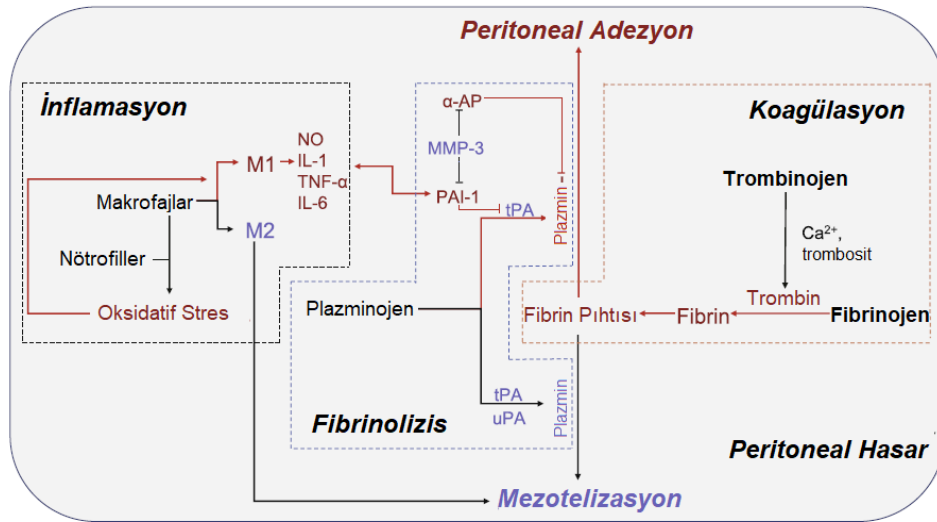 Peritoneal Adezyon
İnflamasyon
M1
NO
IL-1
TNF-α
IL-6
Makrofajlar
M2
Nötrofiller
Oksidatif Stres
α-AP
MMP-3
PAI-1
tPA
Plazmin
Plazminojen
tPA
uPA
Plazmin
Fibrinolizis
Koagülasyon
Trombinojen
Ca²⁺,
trombosit
Trombin
Fibrin Pıhtısı
Fibrin
Fibrinojen
Peritoneal Hasar
Mezotelizasyon